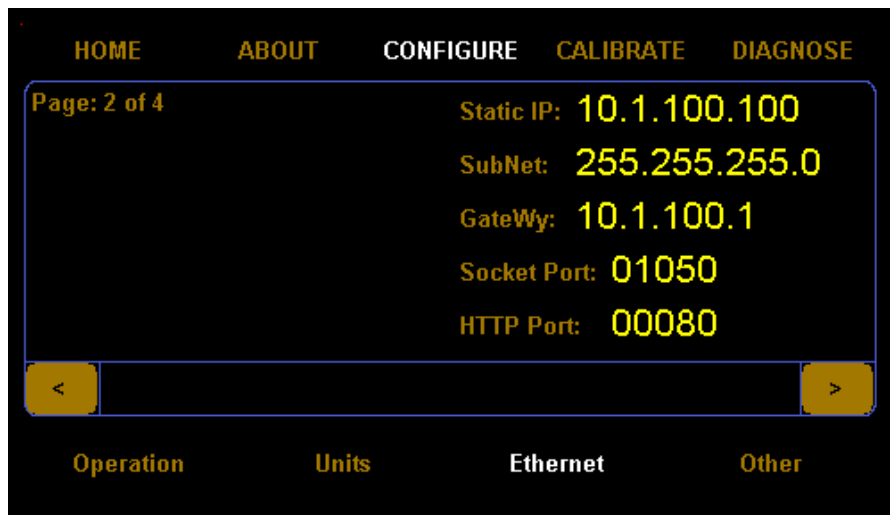 HOME ABOUT CONFIGURE CALIBRATE DIAGNOSE
Page: 2 of 4
Static IP: 10.1.100.100
SubNet: 255.255.255.0
GateWy: 10.1.100.1
Socket Port: 01050
HTTP Port: 00080
< >
Operation Units Ethernet Other